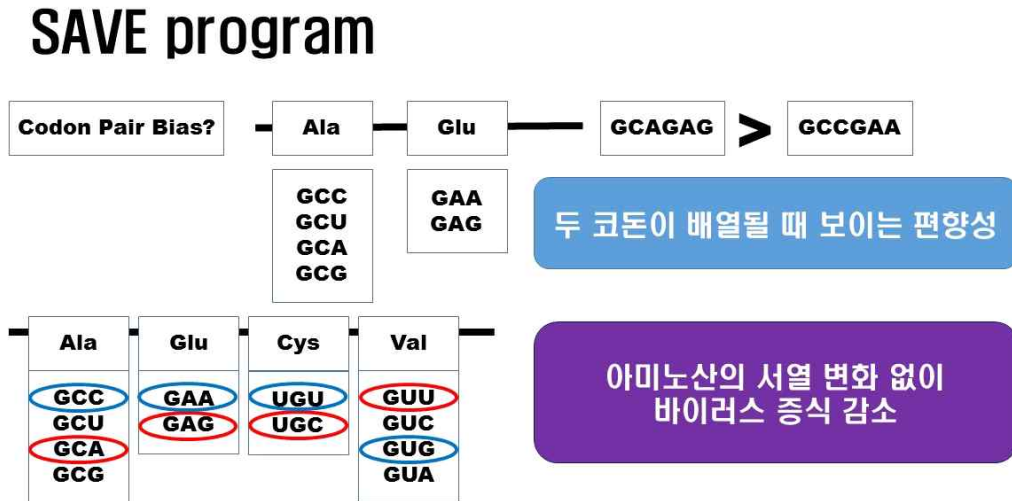 SAVE program
Codon Pair Bias?
Ala
Glu
GCAGAG
>
GCCGAA
GCC
GCU
GCA
GCG
GAA
GAG
두 코돈이 배열될 때 보이는 편향성
Ala
Glu
Cys
Val
GCC
GCU
GCA
GCG
GAA
GAG
UGU
UGC
GUU
GUC
GUG
GUA
아미노산의 서열 변화 없이
바이러스 증식 감소